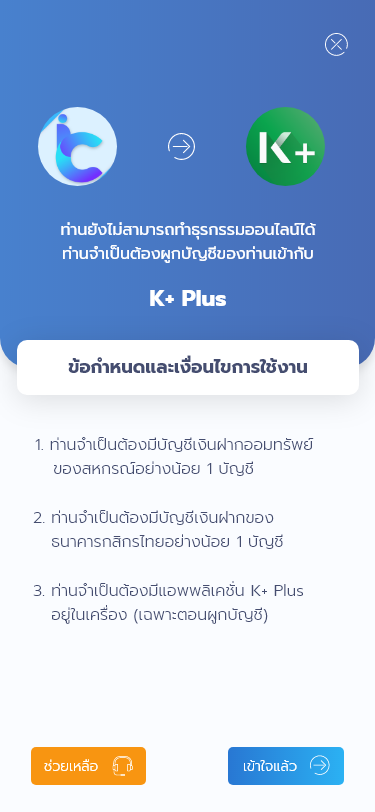 K+
ท่านยังไม่สามารถทำธุรกรรมออนไลน์ได้
ท่านจำเป็นต้องผูกบัญชีของท่านเข้ากับ
K+ Plus
ข้อกำหนดและเงื่อนไขการใช้งาน
1. ท่านจำเป็นต้องมีบัญชีเงินฝากออมทรัพย์
ของสหกรณ์อย่างน้อย 1 บัญชี
2. ท่านจำเป็นต้องมีบัญชีเงินฝากของ
ธนาคารกสิกรไทยอย่างน้อย 1 บัญชี
3. ท่านจำเป็นต้องมีแอพพลิเคชั่น K+ Plus
อยู่ในเครื่อง (เฉพาะตอนผูกบัญชี)
ช่วยเหลือ
เข้าใจแล้ว